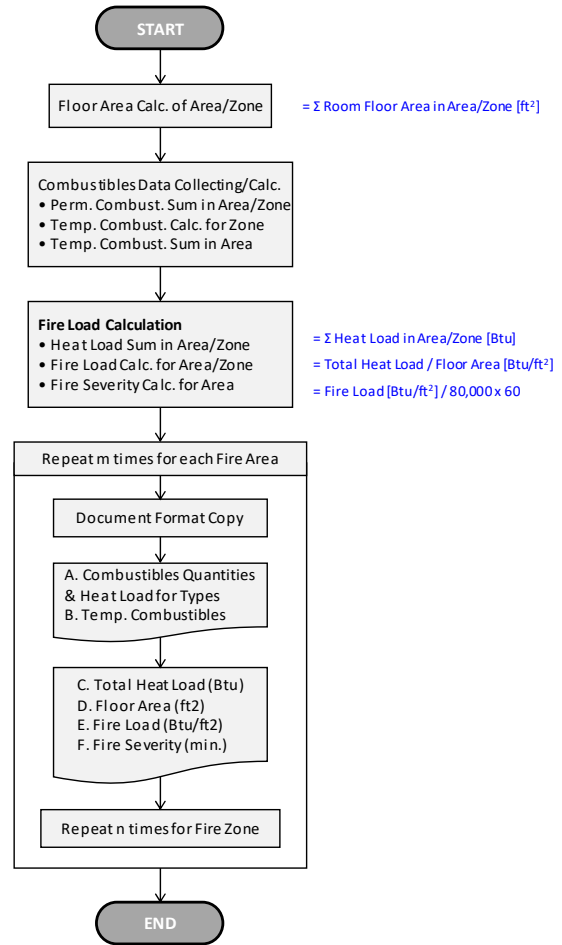 START
Floor Area Calc. of Area/Zone
= Σ Room Floor Area in Area/Zone [ft²]
Combustibles Data Collecting/Calc.
• Perm. Combust. Sum in Area/Zone
• Temp. Combust. Calc. for Zone
• Temp. Combust. Sum in Area
Fire Load Calculation
• Heat Load Sum in Area/Zone
• Fire Load Calc. for Area/Zone
• Fire Severity Calc. for Area
= Σ Heat Load in Area/Zone [Btu]
= Total Heat Load / Floor Area [Btu/ft²]
= Fire Load [Btu/ft²] / 80,000 x 60
Repeat m times for each Fire Area
Document Format Copy
A. Combustibles Quantities
& Heat Load for Types
B. Temp. Combustibles
C. Total Heat Load (Btu)
D. Floor Area (ft2)
E. Fire Load (Btu/ft2)
F. Fire Severity (min.)
Repeat n times for Fire Zone
END